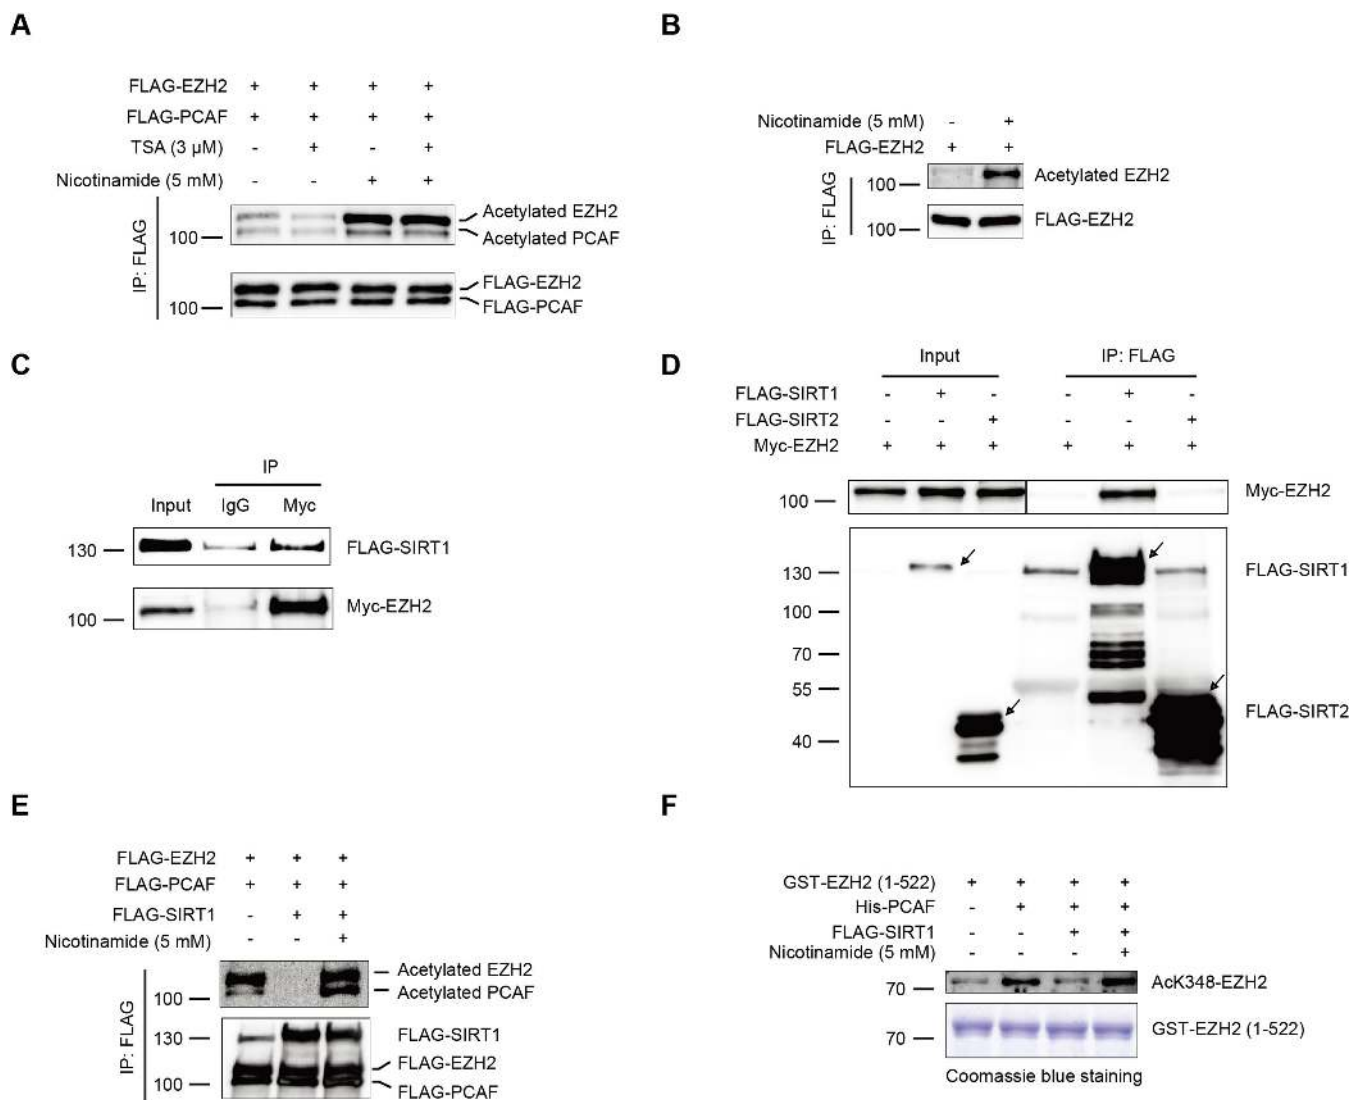 A
FLAG-EZH2 + + + +
FLAG-PCAF + + + +
TSA (3 µM) - + - +
Nicotinamide (5 mM) - - + +
IP: FLAG
Acetylated EZH2
100
Acetylated PCAF
FLAG-EZH2
100
FLAG-PCAF
B
Nicotinamide (5 mM) - +
FLAG-EZH2 + +
IP: FLAG
100
Acetylated EZH2
100
FLAG-EZH2
C
IP
Input IgG Myc
130
FLAG-SIRT1
100
Myc-EZH2
D
Input IP: FLAG
FLAG-SIRT1 - + - - + -
FLAG-SIRT2 - - + - - +
Myc-EZH2 + + + + + +
100
Myc-EZH2
130
FLAG-SIRT1
100
70
55
FLAG-SIRT2
40
E
FLAG-EZH2 + + +
FLAG-PCAF + + +
FLAG-SIRT1 - + +
Nicotinamide (5 mM) - - +
IP: FLAG
Acetylated EZH2
100
Acetylated PCAF
130
FLAG-SIRT1
FLAG-EZH2
100
FLAG-PCAF
F
GST-EZH2 (1-522) + + + +
His-PCAF - + + +
FLAG-SIRT1 - - + +
Nicotinamide (5 mM) - - - +
70
AcK348-EZH2
70
GST-EZH2 (1-522)
Coomassie blue staining